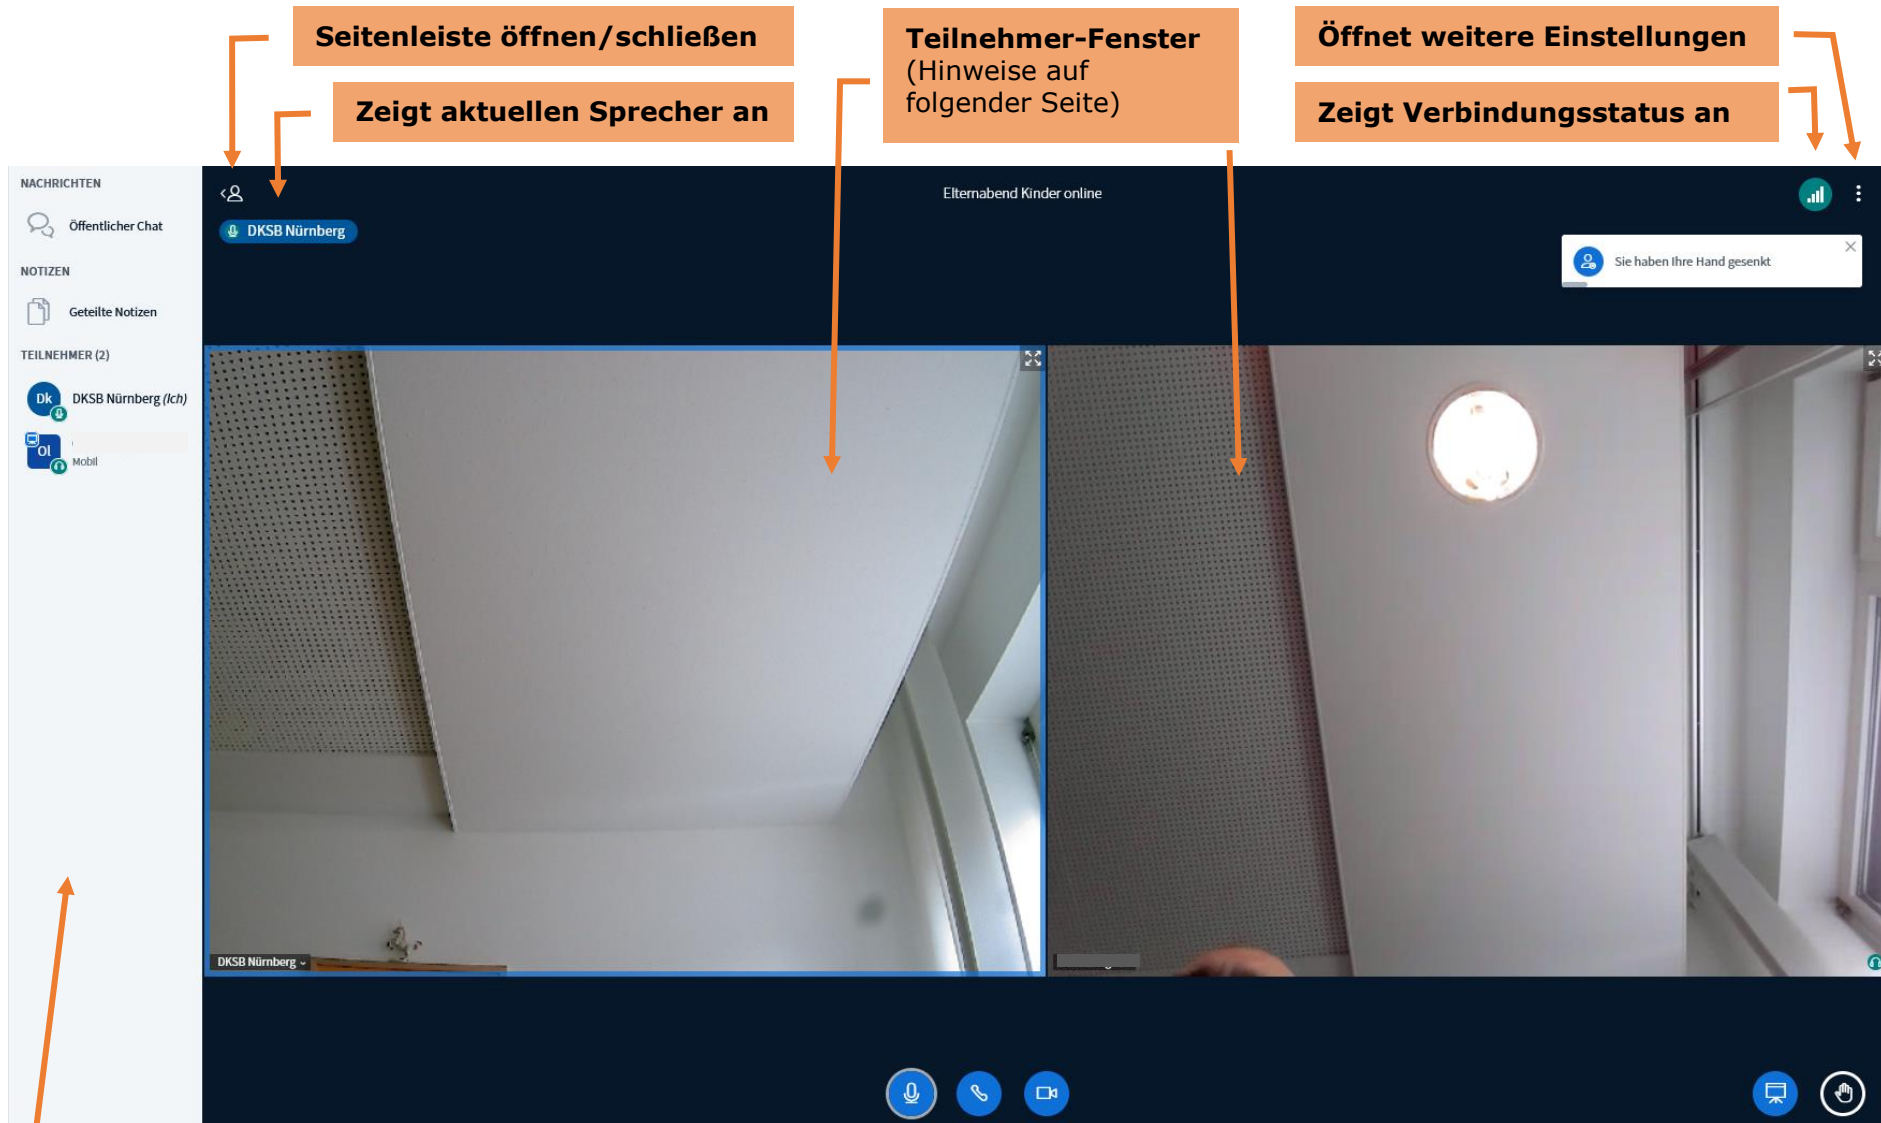 Seitenleiste öffnen/schließen
Zeigt aktuellen Sprecher an
Teilnehmer-Fenster
(Hinweise auf
folgender Seite)
Öffnet weitere Einstellungen
Zeigt Verbindungsstatus an
NACHRICHTEN
Öffentlicher Chat
NOTIZEN
Geteilte Notizen
TEILNEHMER (2)
Dk DKSB Nürnberg (Ich)
Ol
Mobil
Elternabend Kinder online
DKSB Nürnberg
Sie haben Ihre Hand gesenkt
DKSB Nürnberg